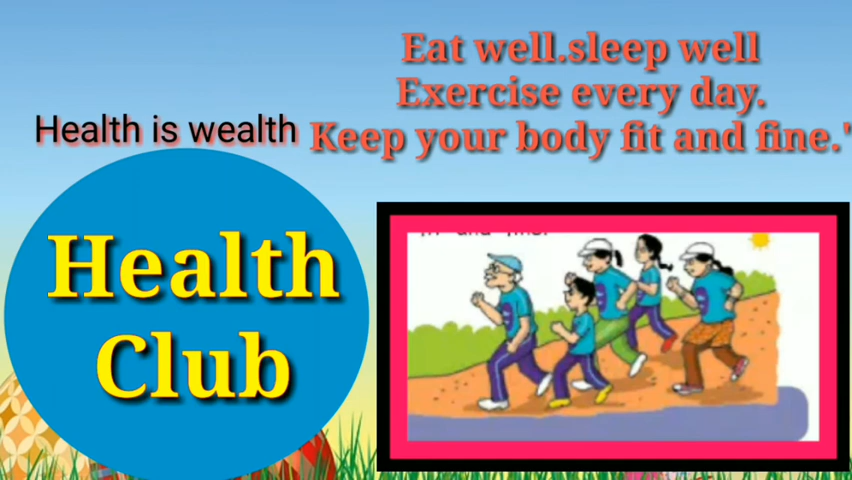 Eat well.sleep well
Exercise every day.
Keep your body fit and fine."
Health is wealth
Health
Club